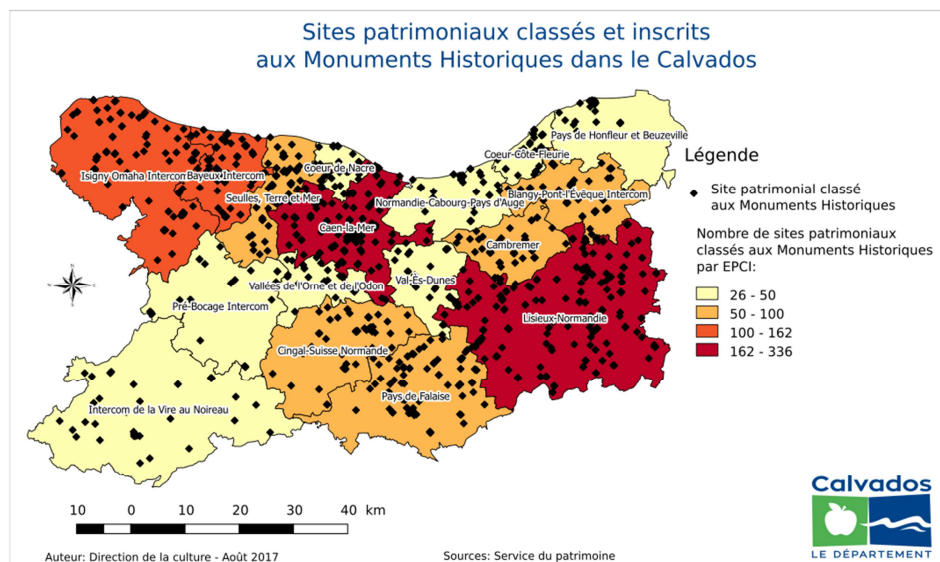 Sites patrimoniaux classés et inscrits
aux Monuments Historiques dans le Calvados
Pays de Honfleur et Beuzeville
Coeur-Côte-Fleurie
Coeur de Nacre
Isigny Omaha Intercom
Bayeux Intercom
Seulles, Terre et Mer
Normandie-Cabourg-Pays d'Auge
Blangy-Pont-l'Évêque Intercom
Caen-la-Mer
Cambremer
Vallées de l'Orne et de l'Odon
Val-Ès-Dunes
Pré-Bocage Intercom
Lisieux-Normandie
Cingal-Suisse Normande
Pays de Falaise
Intercom de la Vire au Noireau
Légende
Site patrimonial classé
aux Monuments Historiques
Nombre de sites patrimoniaux
classés aux Monuments Historiques
par EPCI:
26 - 50
50 - 100
100 - 162
162 - 336
10 0 10 20 30 40 km
Auteur: Direction de la culture - Août 2017
Sources: Service du patrimoine
Calvados
LE DÉPARTEMENT